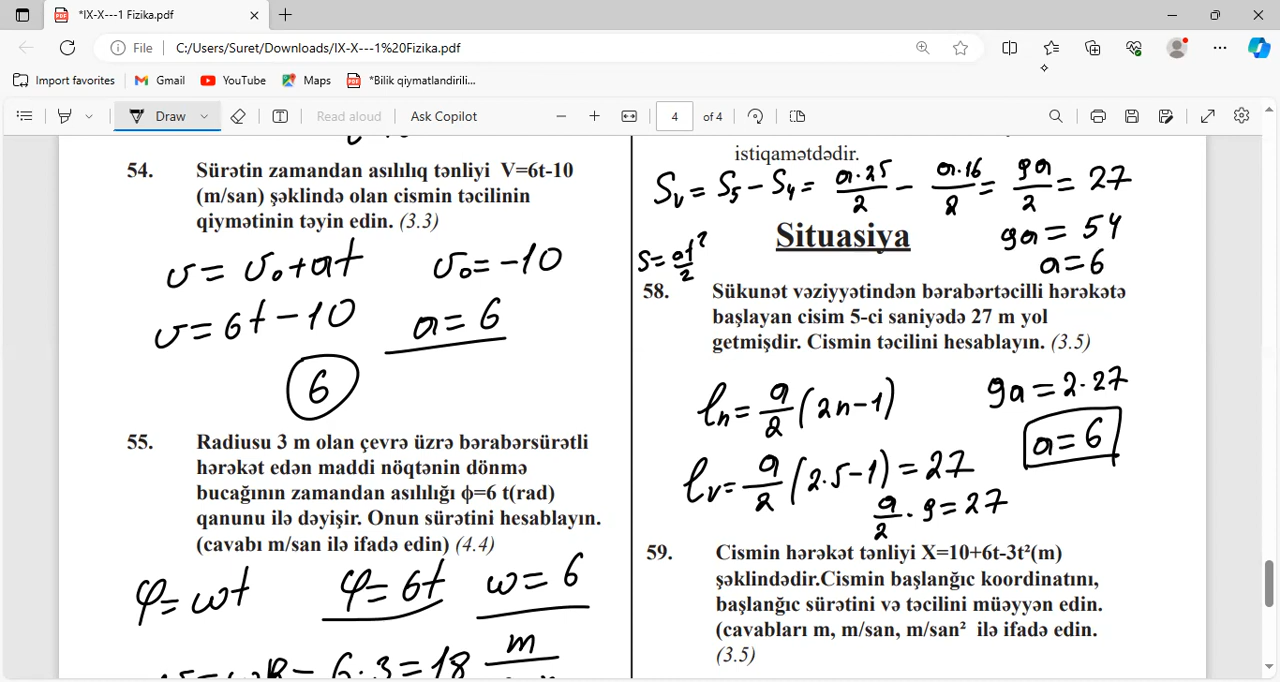 *IX-X---1 Fizika.pdf
File C:/Users/Suret/Downloads/IX-X---1%20Fizika.pdf
Import favorites Gmail YouTube Maps *Bilik qiymatlandirili...
Draw Read aloud Ask Copilot 4 of 4
54. Sürətin zamandan asılılıq tənliyi V=6t-10
(m/san) şəklində olan cismin təcilinin
qiymətinin təyin edin. (3.3)
v = v₀+at v₀= -10
v = 6t - 10 a = 6
6
55. Radiusu 3 m olan çevrə üzrə bərabərsürətli
hərəkət edən maddi nöqtənin dönmə
bucağının zamandan asılılığı ϕ=6 t(rad)
qanunu ilə dəyişir. Onun sürətini hesablayın.
(cavabı m/san ilə ifadə edin) (4.4)
φ = ωt φ = 6t ω = 6
= 6·3 = 18 m
istiqamətdədir.
S_V = S₅ - S₄ = a·25/2 - a·16/2 = 9a/2 = 27
Situasiya
9a = 54
S = at²/2
a = 6
58. Sükunət vəziyyətindən bərabərtəcilli hərəkətə
başlayan cisim 5-ci saniyədə 27 m yol
getmişdir. Cismin təcilini hesablayın. (3.5)
lₙ = a/2 (2n-1) 9a = 2·27
a = 6
l_V = a/2 (2·5-1) = 27
a/2 · 9 = 27
59. Cismin hərəkət tənliyi X=10+6t-3t²(m)
şəklindədir.Cismin başlanğıc koordinatını,
başlanğıc sürətini və təcilini müəyyən edin.
(cavabları m, m/san, m/san² ilə ifadə edin.
(3.5)